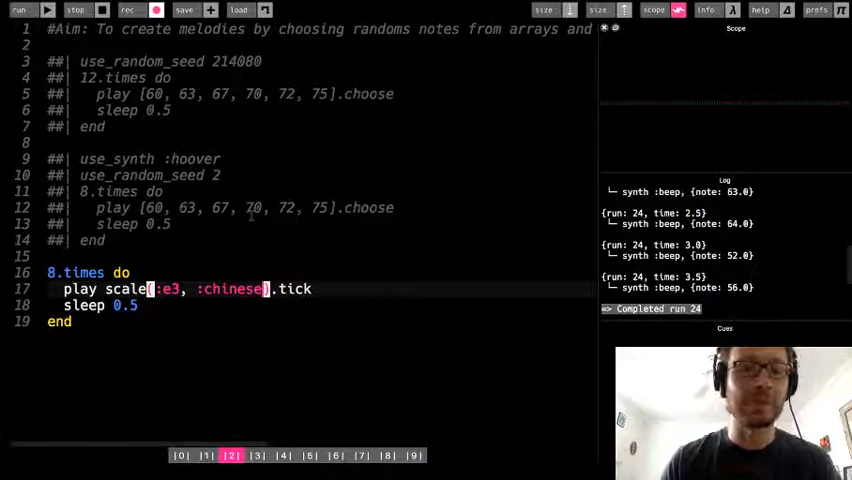 run stop rec save load size size scope info help prefs
1 #Aim: To create melodies by choosing randoms notes from arrays and
2
3 ##| use_random_seed 214080
4 ##| 12.times do
5 ##|   play [60, 63, 67, 70, 72, 75].choose
6 ##|   sleep 0.5
7 ##| end
8
9 ##| use_synth :hoover
10 ##| use_random_seed 2
11 ##| 8.times do
12 ##|   play [60, 63, 67, 70, 72, 75].choose
13 ##|   sleep 0.5
14 ##| end
15
16 8.times do
17   play scale(:e3, :chinese).tick
18   sleep 0.5
19 end
|0| |1| |2| |3| |4| |5| |6| |7| |8| |9|
Scope
Log
└─ synth :beep, {note: 63.0}
{run: 24, time: 2.5}
└─ synth :beep, {note: 64.0}
{run: 24, time: 3.0}
└─ synth :beep, {note: 52.0}
{run: 24, time: 3.5}
└─ synth :beep, {note: 56.0}
=> Completed run 24
Cues